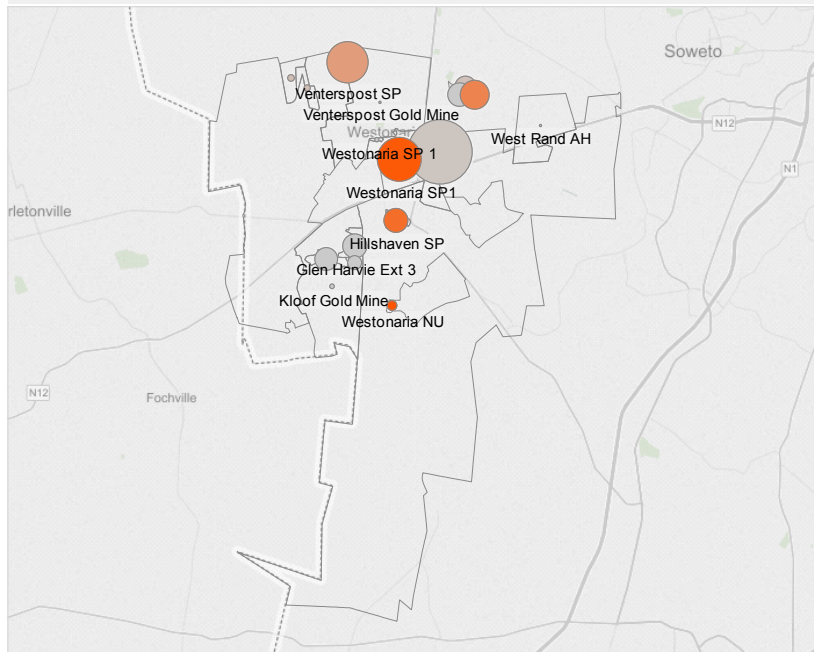 Soweto
Venterspost SP
Venterspost Gold Mine
N12
Westonaria
West Rand AH
Westonaria SP 1
N1
Westonaria SP1
rletonville
Hillshaven SP
Glen Harvie Ext 3
Kloof Gold Mine
Westonaria NU
N12
Fochville